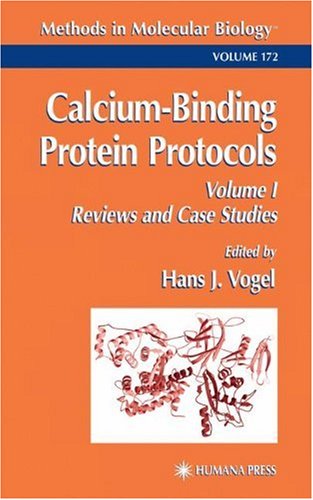 Methods in Molecular Biology™
VOLUME 172
Calcium-Binding
Protein Protocols
Volume I
Reviews and Case Studies
Edited by
Hans J. Vogel
HUMANA PRESS